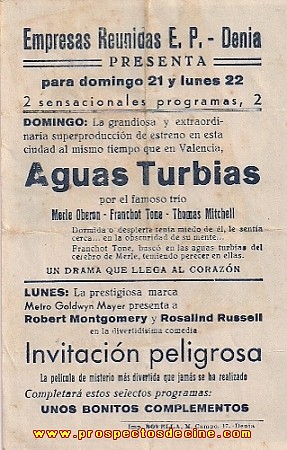 Empresas Reunidas E. P. - Denia
PRESENTA
para domingo 21 y lunes 22
2 sensacionales programas, 2
DOMINGO: La grandiosa y extraordi-
naria superproducción de estreno en esta
ciudad al mismo tiempo que en Valencia,
Aguas Turbias
por el famoso trío
Merle Oberon - Franchot Tone - Thomas Mitchell
Dormida o despierta tenía miedo de él, le sentía
cerca... en la obscuridad de su mente...
Franchot Tone, buscó en las aguas turbias del
cerebro de Merle, temiendo perecer en ellas.
UN DRAMA QUE LLEGA AL CORAZÓN
LUNES: La prestigiosa marca
Metro Goldwyn Mayer presenta a
Robert Montgomery y Rosalind Russell
en la divertidísima comedia
Invitación peligrosa
La película de misterio más divertida que jamás se ha realizado
Completará estos selectos programas:
UNOS BONITOS COMPLEMENTOS
Imp. BOTELLA, M. Campo, -Denia
www.prospectosdecine.com